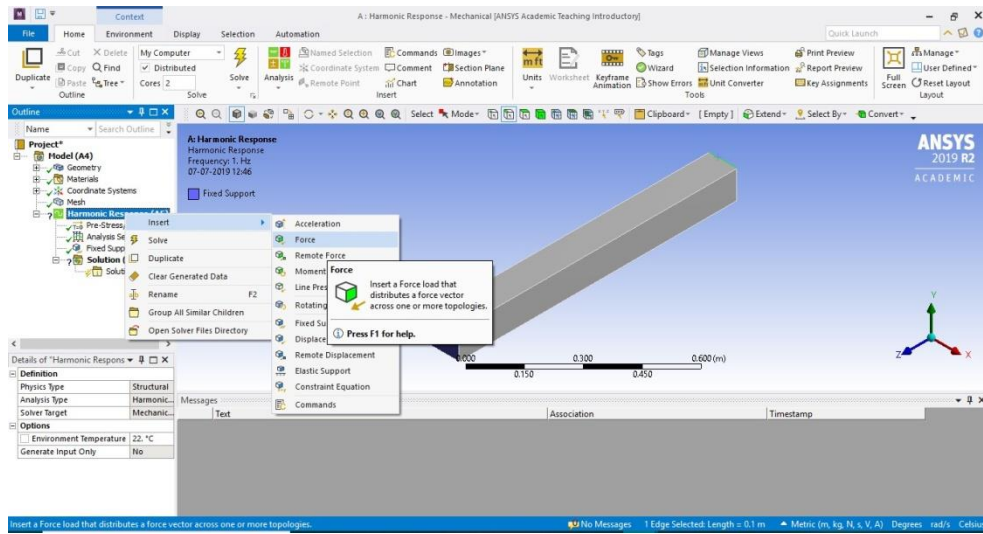 Context
A : Harmonic Response - Mechanical [ANSYS Academic Teaching Introductory]
File Home Environment Display Selection Automation Quick Launch
Duplicate
Cut Delete
Copy Find
Paste Tree
Outline
My Computer
Distributed
Cores 2
Solve
Solve
Analysis
Named Selection Commands Images
Coordinate System Comment Section Plane
Remote Point Chart Annotation
Insert
Units Worksheet Keyframe Animation
Tags
Wizard
Show Errors
Manage Views
Selection Information
Unit Converter
Print Preview
Report Preview
Key Assignments
Tools
Full Screen
Manage
User Defined
Reset Layout
Layout
Outline
Select Mode Clipboard [ Empty ] Extend Select By Convert
Name Search Outline
Project*
Model (A4)
Geometry
Materials
Coordinate Systems
Mesh
Harmonic Response (A5)
Pre-Stress
Analysis Se
Fixed Supp
Solution (
Soluti
A: Harmonic Response
Harmonic Response
Frequency: 1. Hz
07-07-2019 12:46
Fixed Support
ANSYS
2019 R2
ACADEMIC
Insert
Solve
Duplicate
Clear Generated Data
Rename F2
Group All Similar Children
Open Solver Files Directory
Acceleration
Force
Remote Force
Moment
Line Pres
Rotating
Fixed Su
Displace
Remote Displacement
Elastic Support
Constraint Equation
Commands
Force
Insert a Force load that
distributes a force vector
across one or more topologies.
Press F1 for help.
0.000 0.300 0.600 (m)
0.150 0.450
Y
Z X
Details of "Harmonic Respons
Definition
Physics Type Structural
Analysis Type Harmonic...
Solver Target Mechanic...
Options
Environment Temperature 22. °C
Generate Input Only No
Messages
Text Association Timestamp
Insert a Force load that distributes a force vector across one or more topologies. No Messages 1 Edge Selected: Length = 0.1 m Metric (m, kg, N, s, V, A) Degrees rad/s Celsius